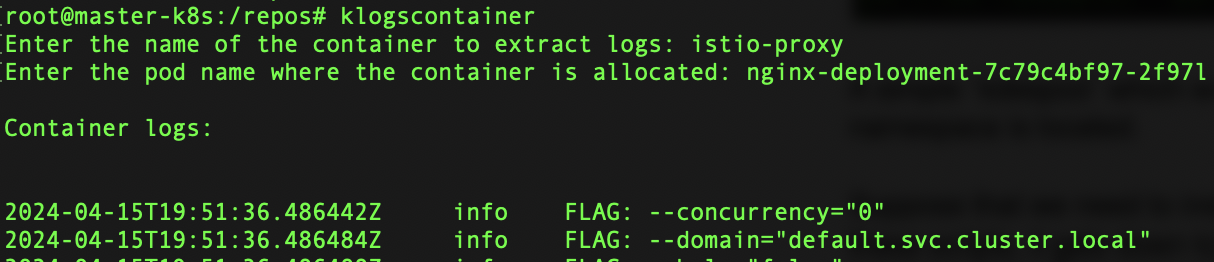 root@master-k8s:/repos# klogscontainer
Enter the name of the container to extract logs: istio-proxy
Enter the pod name where the container is allocated: nginx-deployment-7c79c4bf97-2f97l
Container logs:
2024-04-15T19:51:36.486442Z info FLAG: --concurrency="0"
2024-04-15T19:51:36.486484Z info FLAG: --domain="default.svc.cluster.local"